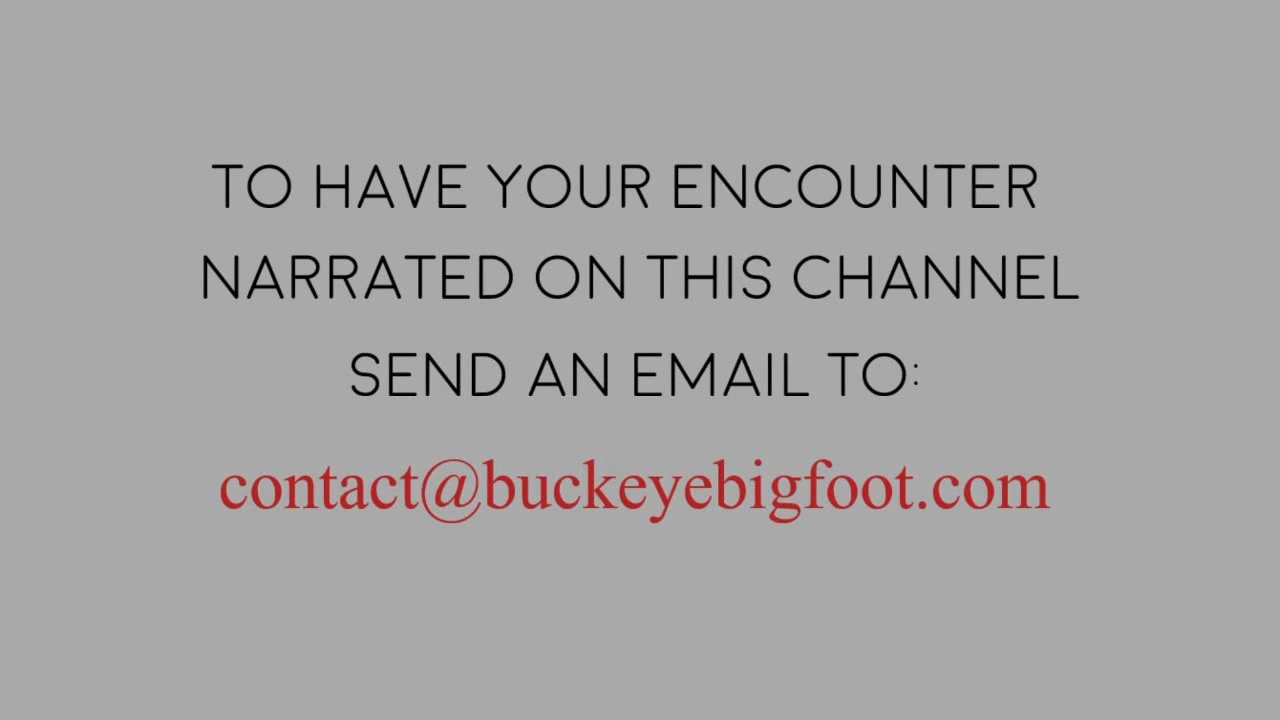 TO HAVE YOUR ENCOUNTER
NARRATED ON THIS CHANNEL
SEND AN EMAIL TO:
contact@buckeyebigfoot.com